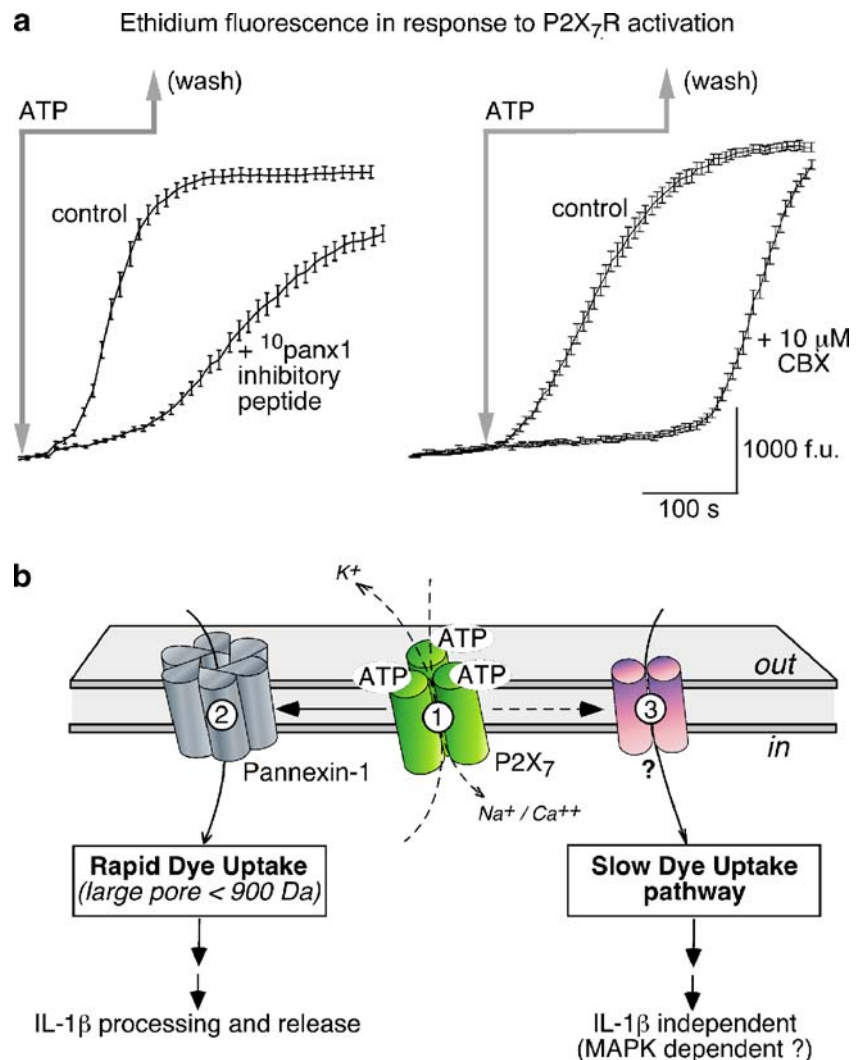 a Ethidium fluorescence in response to P2X₇R activation
(wash)
ATP
control
+ ¹⁰panx1
inhibitory
peptide
(wash)
ATP
control
+ 10 µM
CBX
1000 f.u.
100 s
b
K+
ATP
ATP
ATP
out
2
1
3
in
Pannexin-1
P2X₇
?
Na+ / Ca++
Rapid Dye Uptake
(large pore < 900 Da)
Slow Dye Uptake
pathway
IL-1β processing and release
IL-1β independent
(MAPK dependent ?)